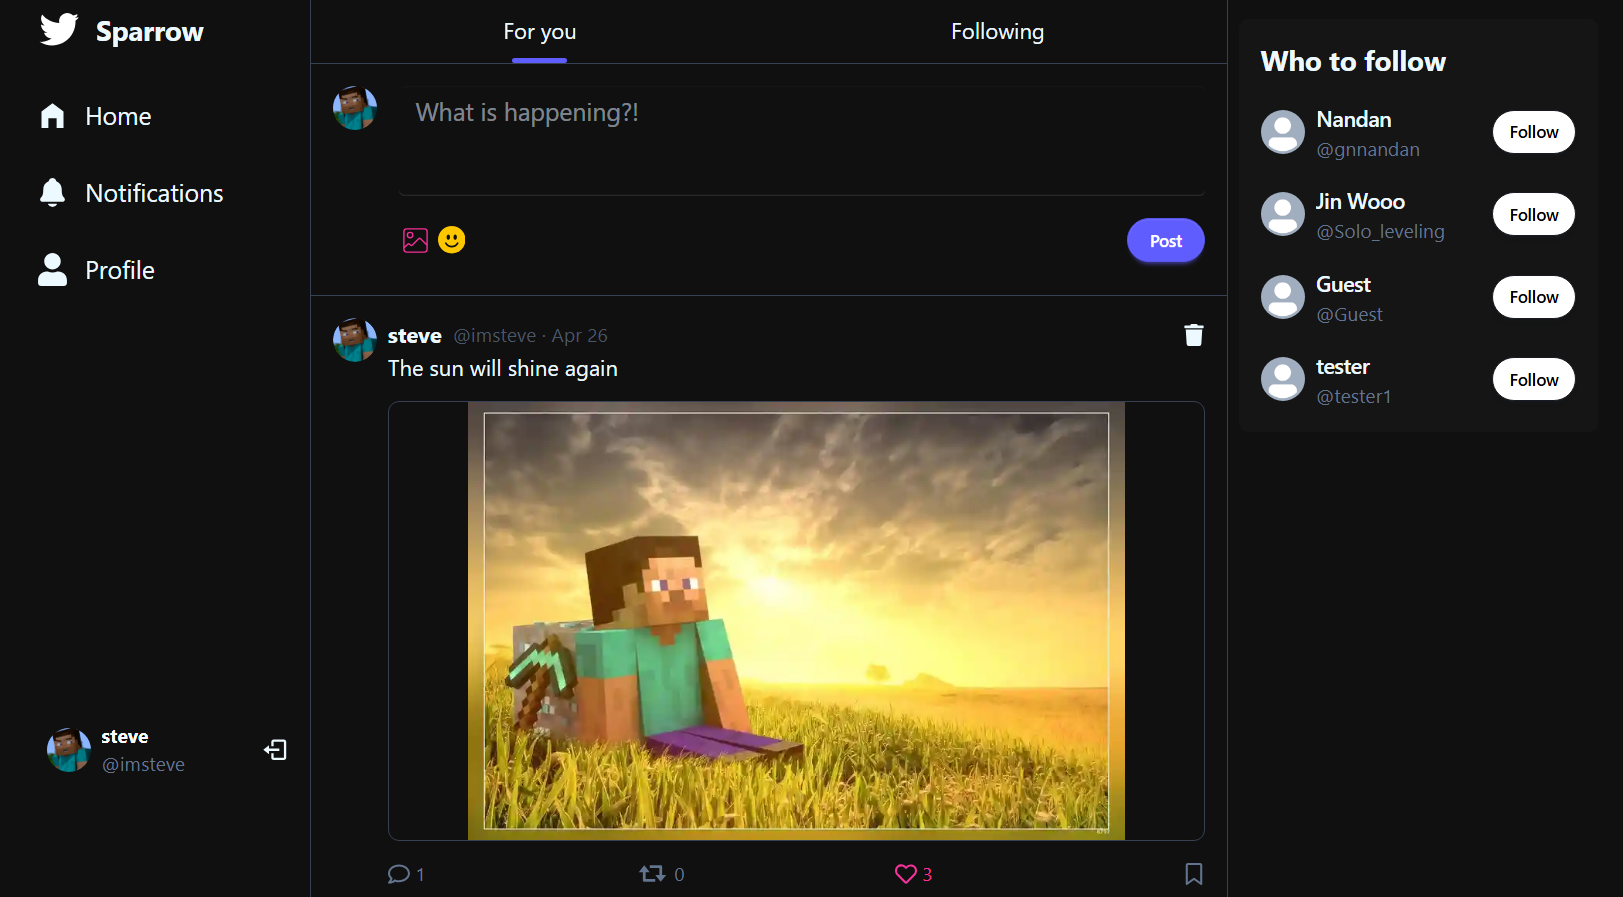 Sparrow
Home
Notifications
Profile
steve
@imsteve
For you
Following
What is happening?!
Post
steve @imsteve · Apr 26
The sun will shine again
1
0
3
Who to follow
Nandan
@gnnandan
Follow
Jin Wooo
@Solo_leveling
Follow
Guest
@Guest
Follow
tester
@tester1
Follow